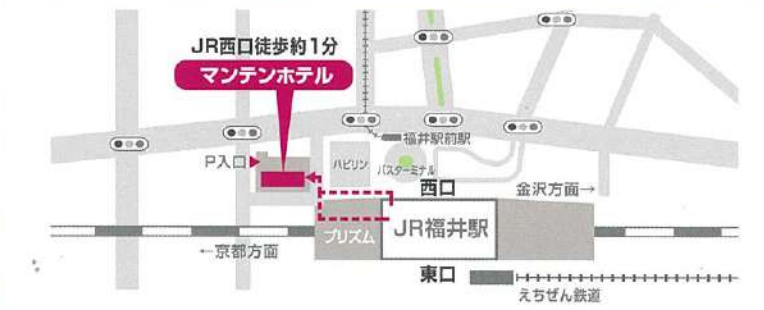 JR西口徒歩約1分
マンテンホテル
福井駅前駅
P入口
ハピリン
バスターミナル
西口
金沢方面→
プリズム
JR福井駅
←京都方面
東口
えちぜん鉄道